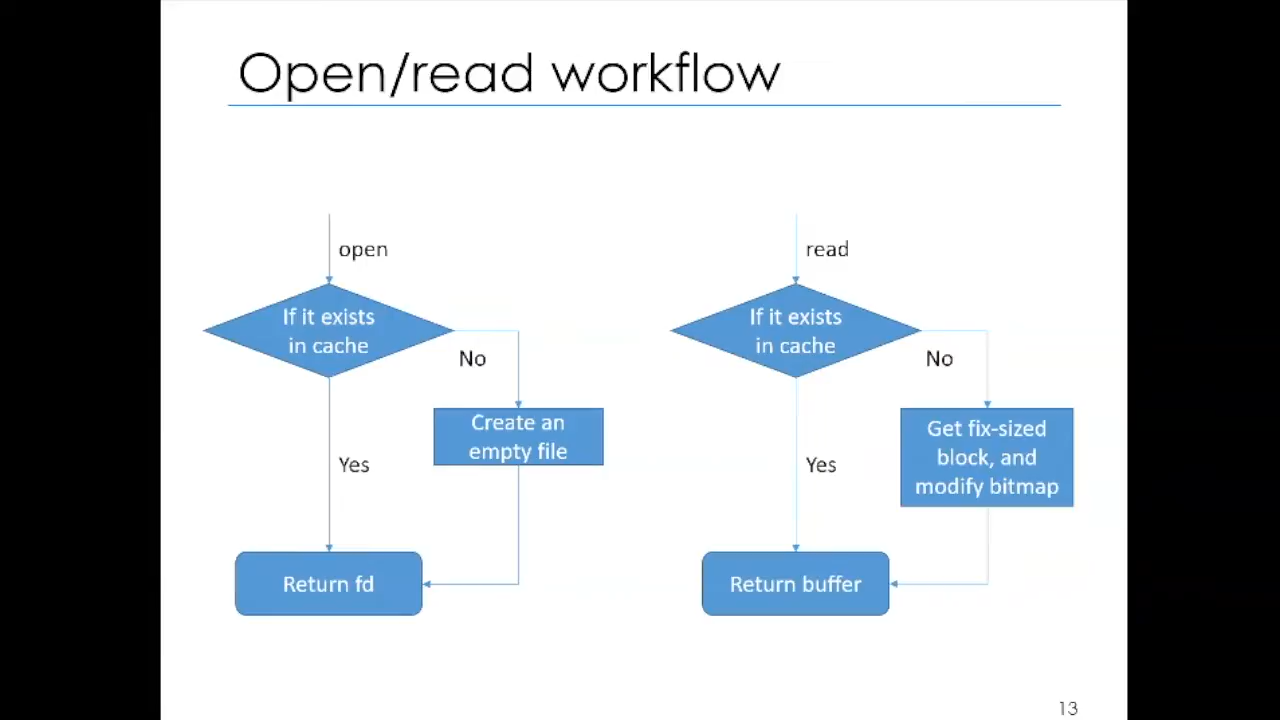 Open/read workflow
open
If it exists
in cache
No
Create an
empty file
Yes
Return fd
read
If it exists
in cache
No
Get fix-sized
block, and
modify bitmap
Yes
Return buffer
13